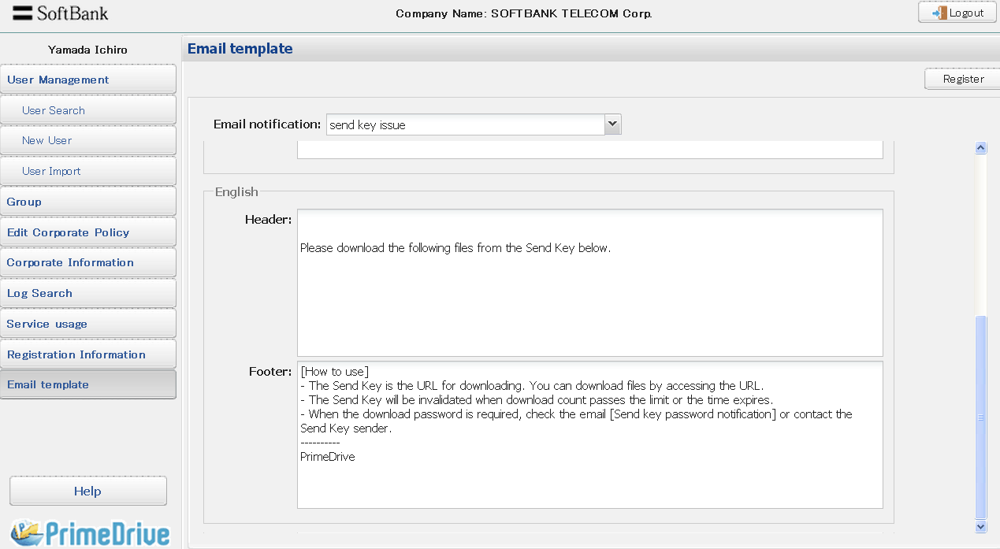 SoftBank
Company Name: SOFTBANK TELECOM Corp.
Logout
Yamada Ichiro
Email template
User Management
Register
User Search
Email notification: send key issue
New User
User Import
Group
English
Header:
Edit Corporate Policy
Please download the following files from the Send Key below.
Corporate Information
Log Search
Service usage
Registration Information
Email template
Footer:
[How to use]
- The Send Key is the URL for downloading. You can download files by accessing the URL.
- The Send Key will be invalidated when download count passes the limit or the time expires.
- When the download password is required, check the email [Send key password notification] or contact the
Send Key sender.
----------
PrimeDrive
Help
PrimeDrive